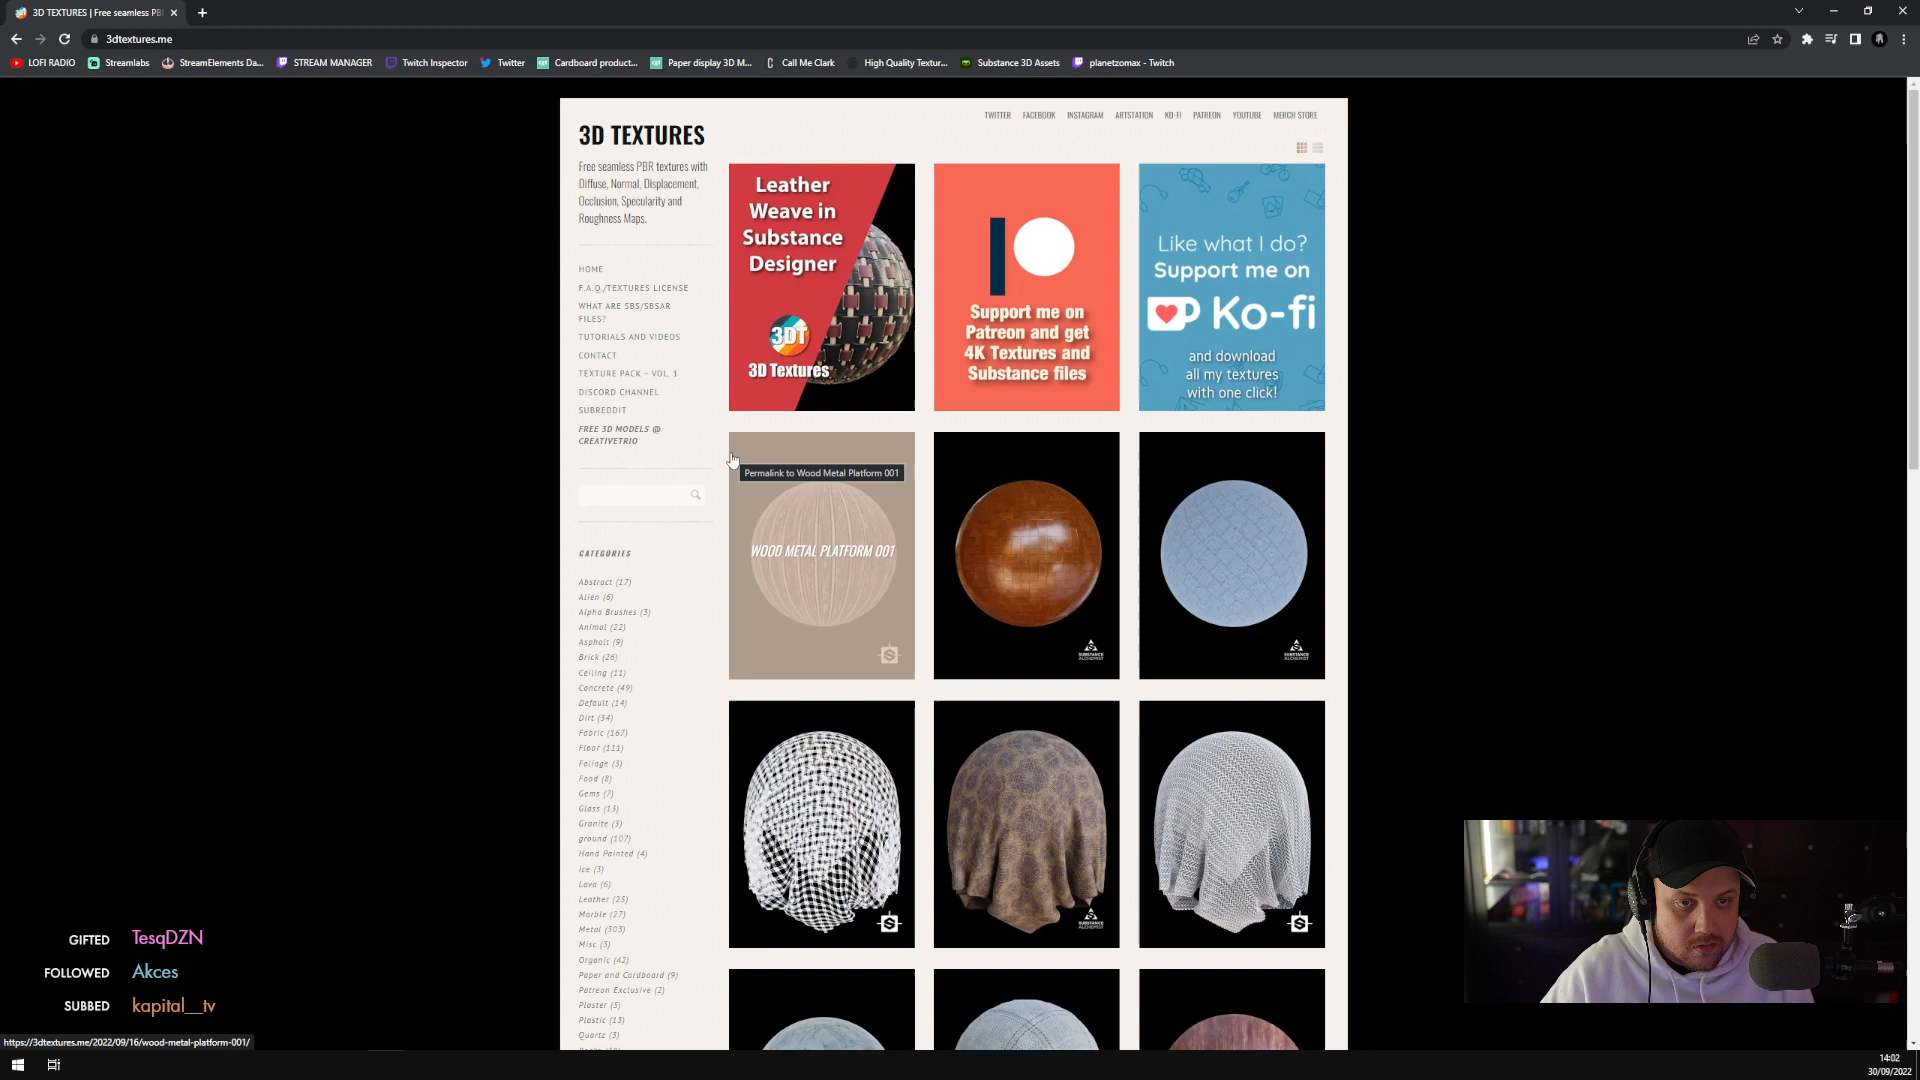 3D TEXTURES | Free seamless PB
3dtextures.me
LOFI RADIO
Streamlabs
StreamElements Da...
STREAM MANAGER
Twitch Inspector
Twitter
Cardboard product...
Paper display 3D M...
Call Me Clark
High Quality Textur...
Substance 3D Assets
planetzomax - Twitch
TWITTER
FACEBOOK
INSTAGRAM
ARTSTATION
KO-FI
PATREON
YOUTUBE
MERCH STORE
3D TEXTURES
Free seamless PBR textures with
Diffuse, Normal, Displacement,
Occlusion, Specularity and
Roughness Maps.
HOME
F.A.Q./TEXTURES LICENSE
WHAT ARE SBS/SBSAR
FILES?
TUTORIALS AND VIDEOS
CONTACT
TEXTURE PACK – VOL. 1
DISCORD CHANNEL
SUBREDDIT
FREE 3D MODELS @
CREATIVETRIO
CATEGORIES
Abstract (17)
Alien (6)
Alpha Brushes (3)
Animal (22)
Asphalt (9)
Brick (26)
Ceiling (11)
Concrete (49)
Default (14)
Dirt (34)
Fabric (167)
Floor (111)
Foliage (3)
Food (8)
Gems (7)
Glass (13)
Granite (3)
ground (107)
Hand Painted (4)
Ice (3)
Lava (6)
Leather (25)
Marble (27)
Metal (303)
Misc (3)
Organic (42)
Paper and Cardboard (9)
Patreon Exclusive (2)
Plaster (5)
Plastic (13)
Quartz (3)
Leather
Weave in
Substance
Designer
3DT
3D Textures
Support me on
Patreon and get
4K Textures and
Substance files
Like what I do?
Support me on
Ko-fi
and download
all my textures
with one click!
Permalink to Wood Metal Platform 001
WOOD METAL PLATFORM 001
SUBSTANCE
ALCHEMIST
SUBSTANCE
ALCHEMIST
SUBSTANCE
ALCHEMIST
GIFTED TesqDZN
FOLLOWED Akces
SUBBED kapital__tv
https://3dtextures.me/2022/09/16/wood-metal-platform-001/
14:02
30/09/2022